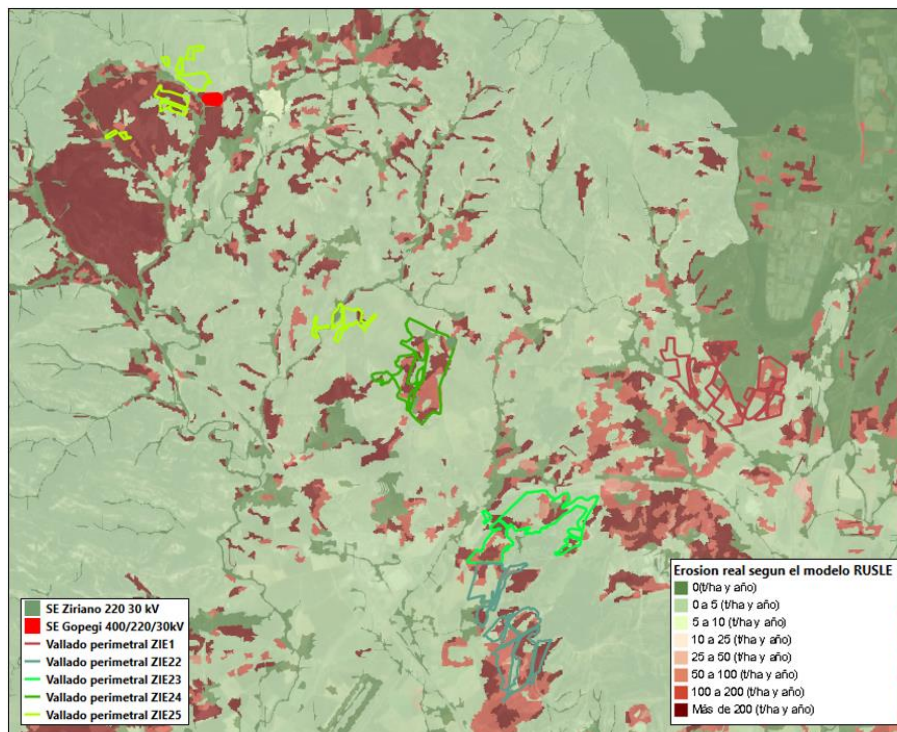 Erosion real segun el modelo RUSLE
0(t/ha y año)
0 a 5 (t/ha y año)
5 a 10 (t/ha y año)
10 a 25 (t/ha y año)
25 a 50 (t/ha y año)
50 a 100 (t/ha y año)
100 a 200 (t/ha y año)
Más de 200 (t/ha y año)
SE Ziriano 220 30 kV
SE Gopegi 400/220/30kV
Vallado perimetral ZIE1
Vallado perimetral ZIE22
Vallado perimetral ZIE23
Vallado perimetral ZIE24
Vallado perimetral ZIE25